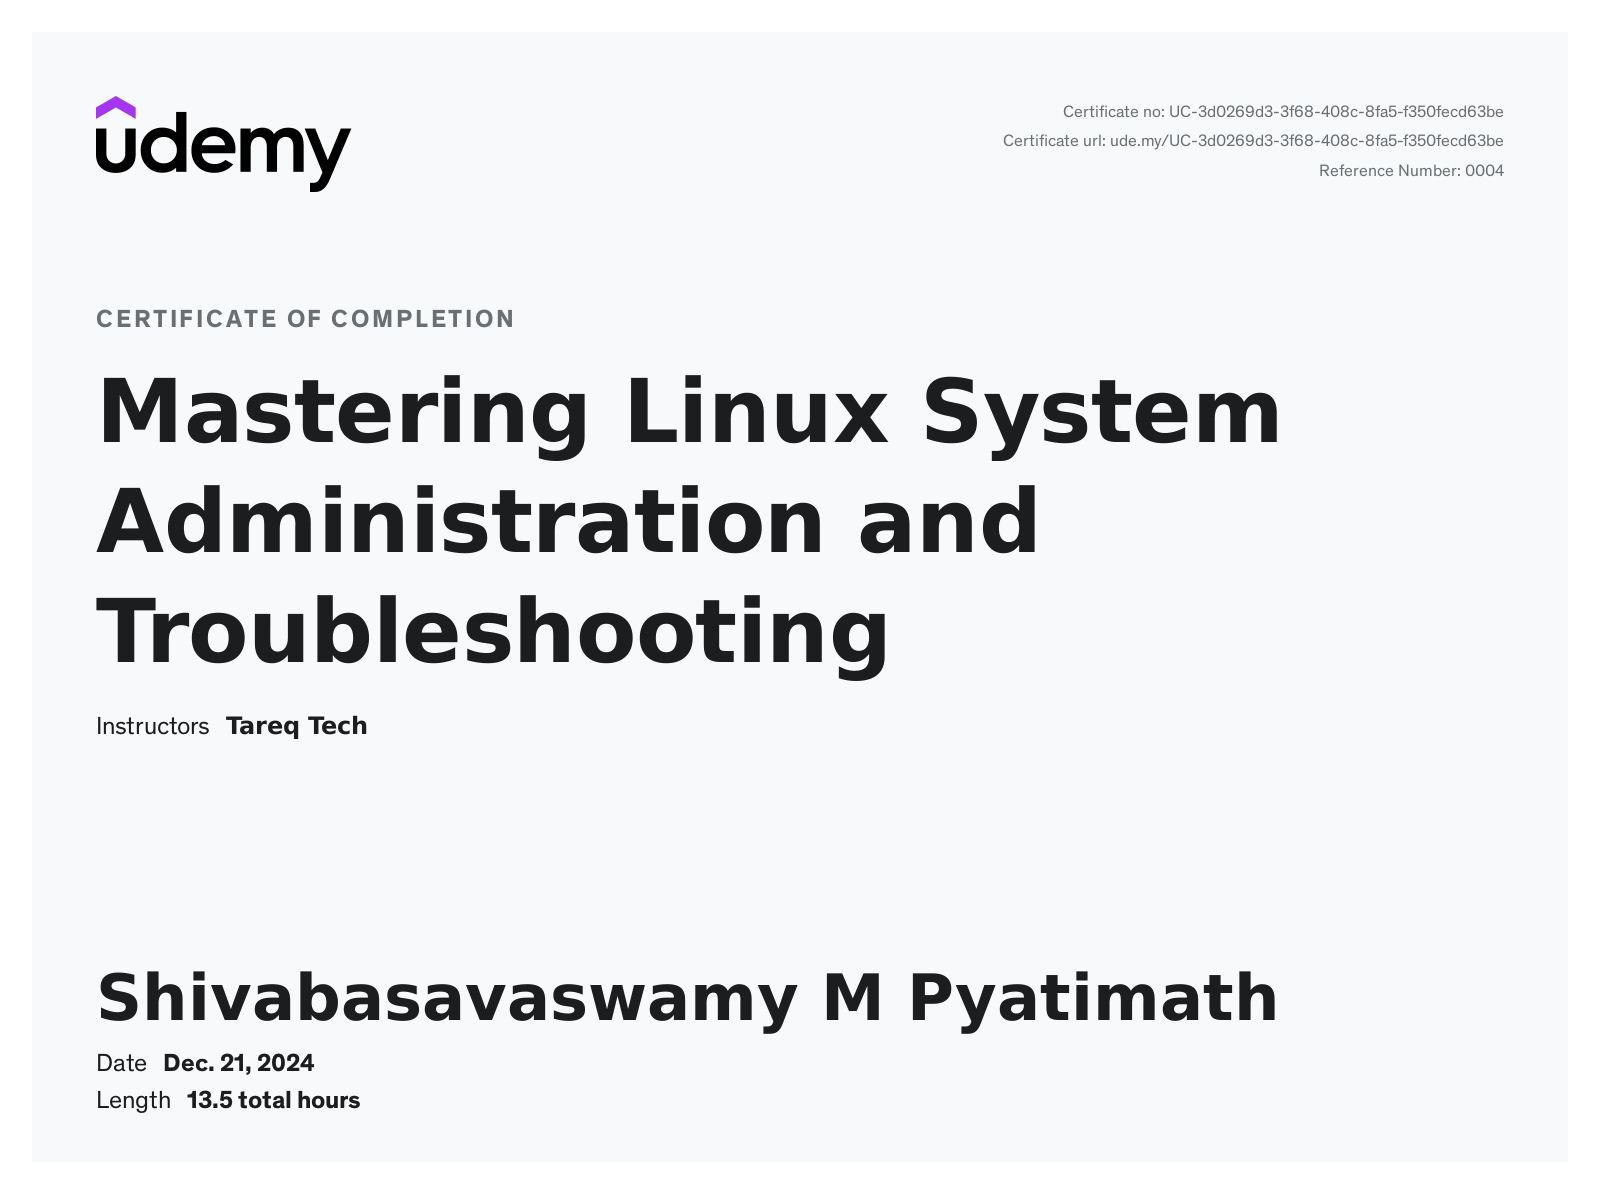 udemy
Certificate no: UC-3d0269d3-3f68-408c-8fa5-f350fecd63be
Certificate url: ude.my/UC-3d0269d3-3f68-408c-8fa5-f350fecd63be
Reference Number: 0004
CERTIFICATE OF COMPLETION
Mastering Linux System
Administration and
Troubleshooting
Instructors Tareq Tech
Shivabasavaswamy M Pyatimath
Date Dec. 21, 2024
Length 13.5 total hours